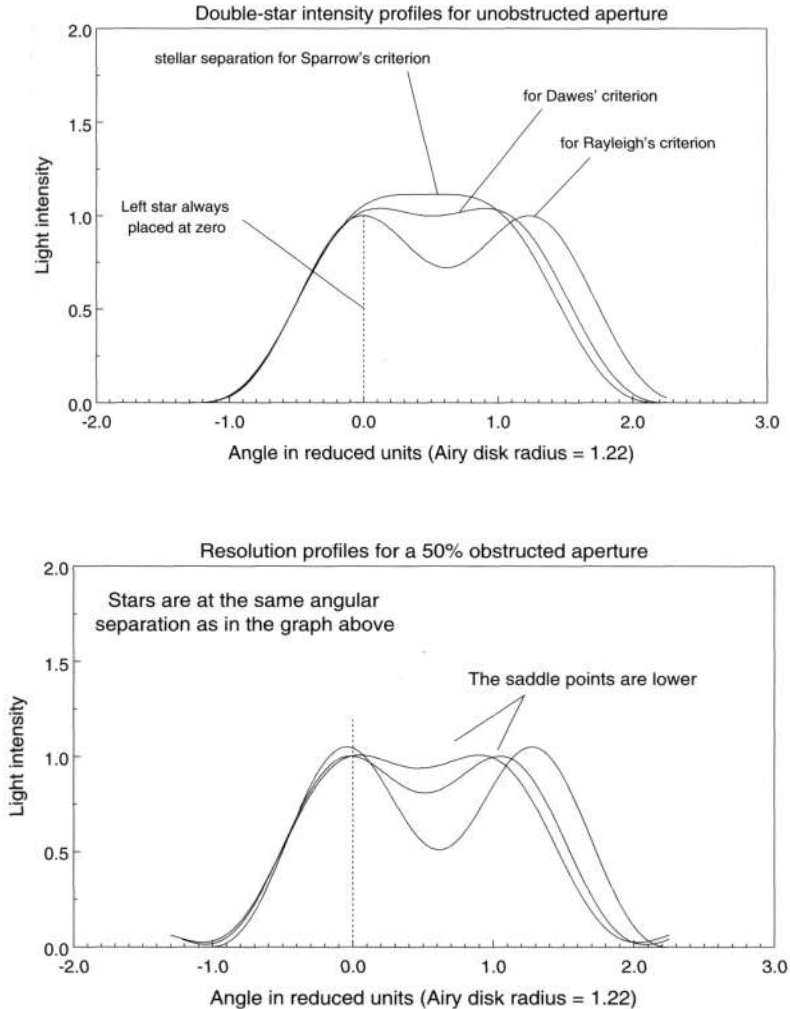 Double-star intensity profiles for unobstructed aperture
2.0
stellar separation for Sparrow's criterion
1.5
for Dawes' criterion
for Rayleigh's criterion
Light intensity
Left star always
placed at zero
1.0
0.5
0.0
-2.0 -1.0 0.0 1.0 2.0 3.0
Angle in reduced units (Airy disk radius = 1.22)
Resolution profiles for a 50% obstructed aperture
2.0
Stars are at the same angular
separation as in the graph above
1.5
The saddle points are lower
Light intensity
1.0
0.5
0.0
-2.0 -1.0 0.0 1.0 2.0 3.0
Angle in reduced units (Airy disk radius = 1.22)